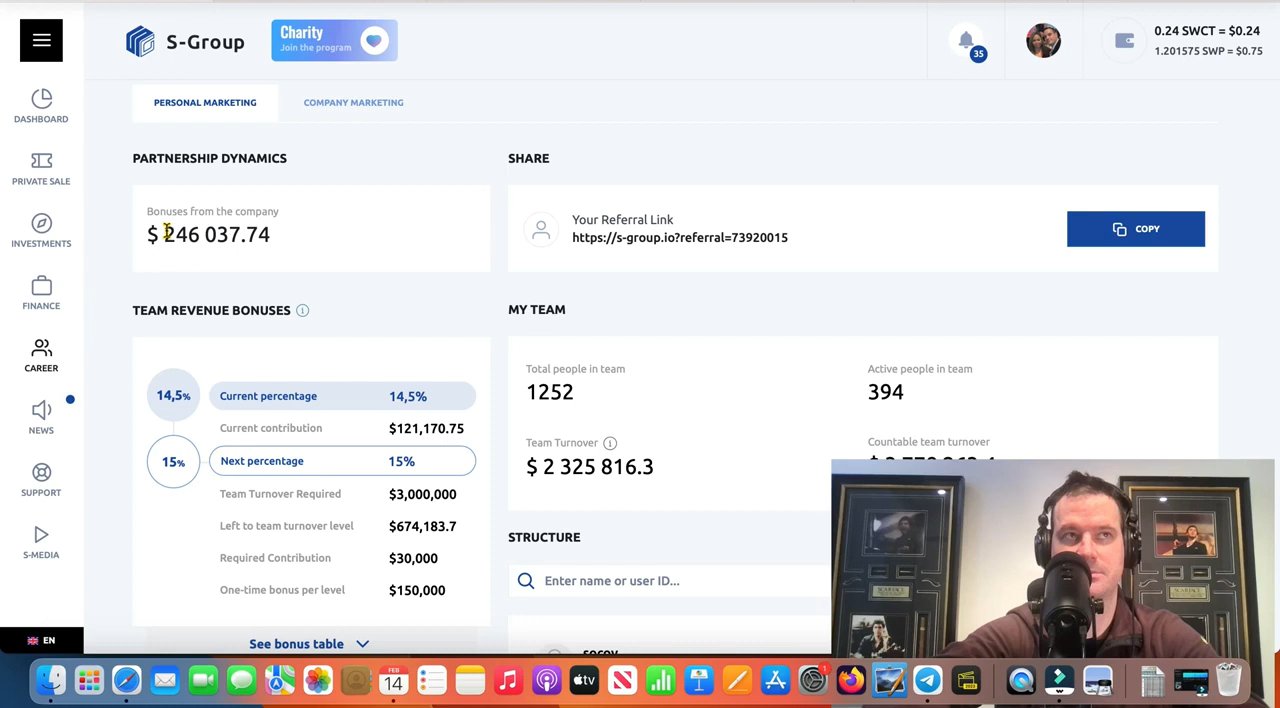 S-Group
Charity
Join the program
35
0.24 SWCT = $0.24
1.201575 SWP = $0.75
DASHBOARD
PRIVATE SALE
INVESTMENTS
FINANCE
CAREER
NEWS
SUPPORT
S-MEDIA
EN
PERSONAL MARKETING
COMPANY MARKETING
PARTNERSHIP DYNAMICS
Bonuses from the company
$ 246 037.74
SHARE
Your Referral Link
https://s-group.io?referral=73920015
COPY
TEAM REVENUE BONUSES
14,5%
Current percentage 14,5%
Current contribution $121,170.75
15%
Next percentage 15%
Team Turnover Required $3,000,000
Left to team turnover level $674,183.7
Required Contribution $30,000
One-time bonus per level $150,000
See bonus table
MY TEAM
Total people in team
1252
Active people in team
394
Team Turnover
$ 2 325 816.3
Countable team turnover
STRUCTURE
Enter name or user ID...
SCARFACE
FEB
14
tv
1